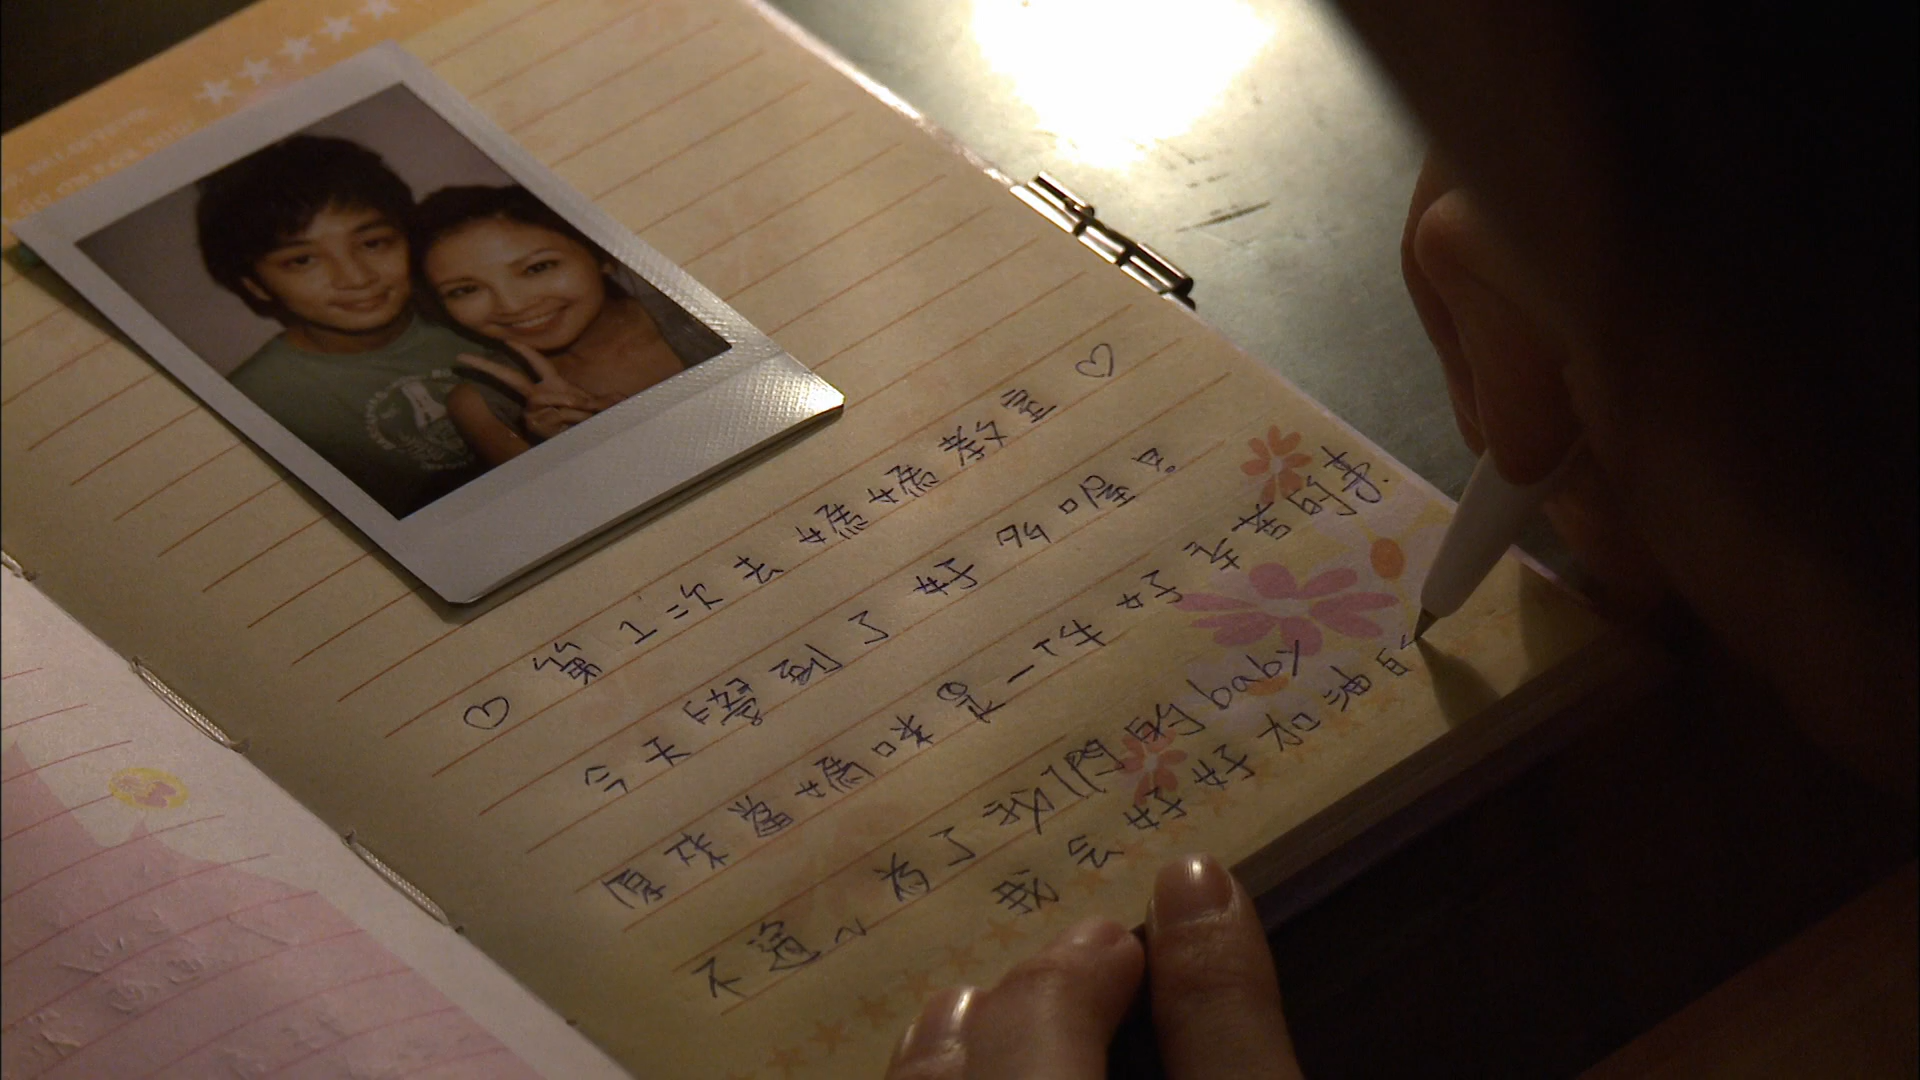 ♡ 第1次去媽媽教室 ♡
今天學到了好多喔!
原來當媽咪是一件好辛苦的事.
不過~ 為了我們的baby
我会好好加油的